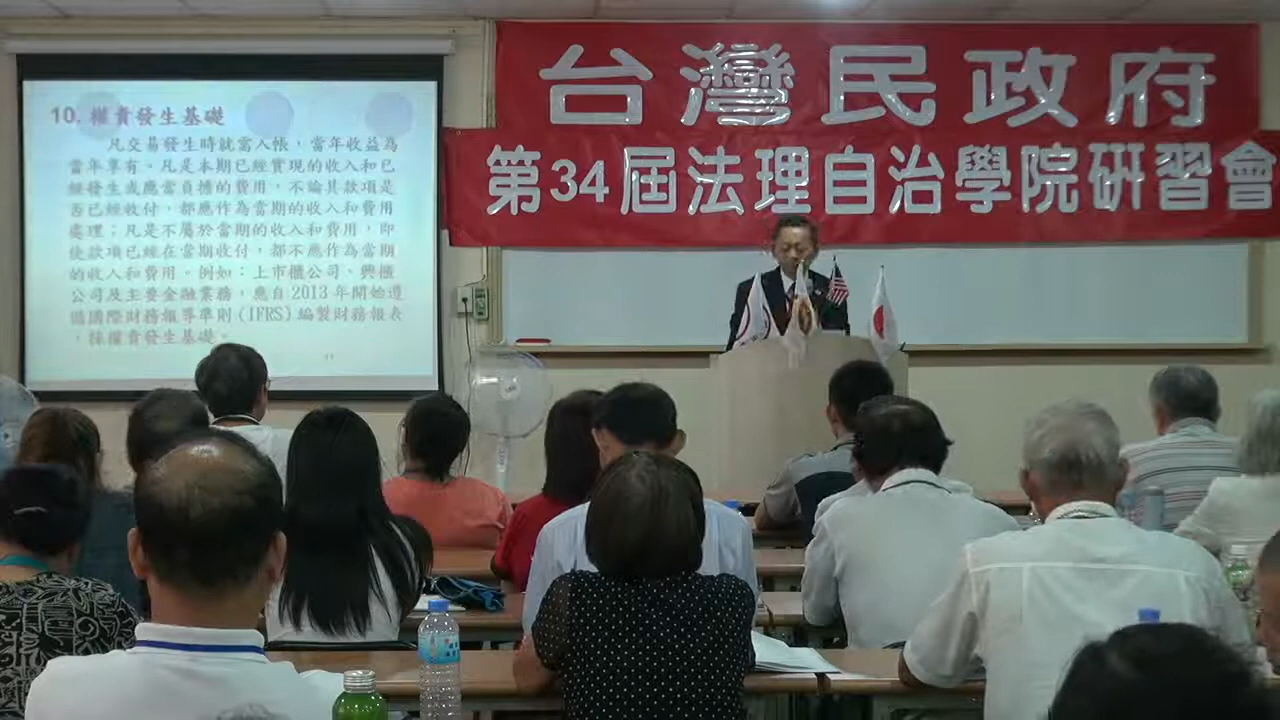 台灣民政府
第34屆法理自治學院研習會
10. 權責發生基礎
凡交易發生時就需入帳，當年收益為
當年享有。凡是本期已經實現的收入和已
經發生或應當負擔的費用，不論其款項是
否已經收付，都應作為當期的收入和費用
處理；凡是不屬於當期的收入和費用，即
使款項已經在當期收付，都不應作為當期
的收入和費用。例如：上市櫃公司、興櫃
公司及主要金融業務，應自2013年開始遵
循國際財務報導準則(IFRS)編製財務報表
，採權責發生基礎。